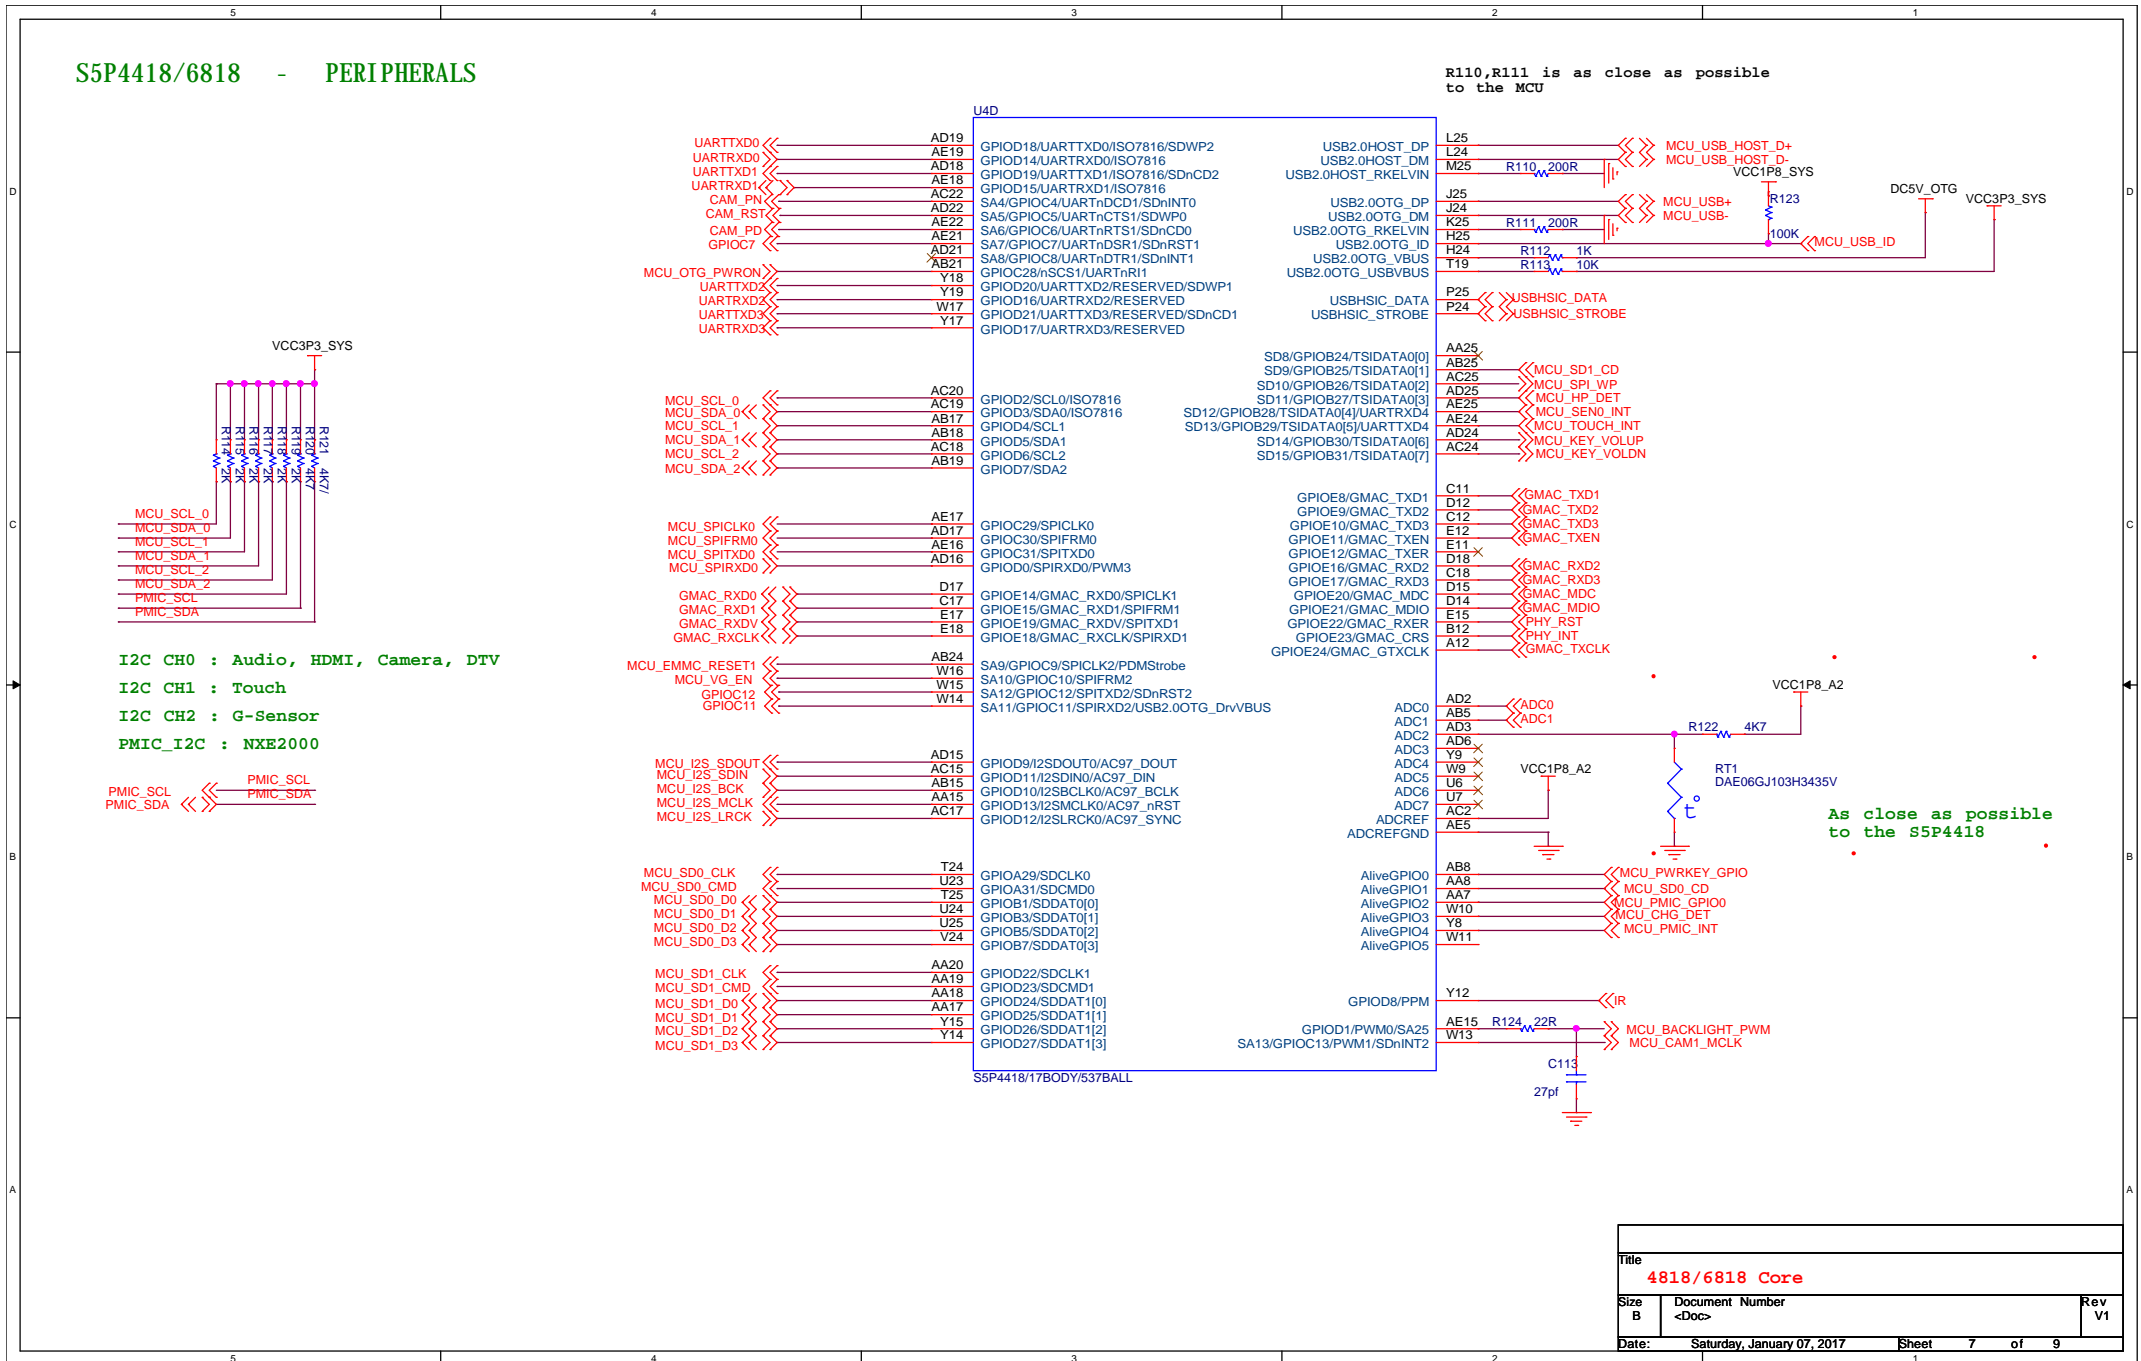 5 4 3 2 1
S5P4418/6818 - PERIPHERALS
R110,R111 is as close as possible
to the MCU
U4D
UARTTXD0 AD19 GPIOD18/UARTTXD0/ISO7816/SDWP2
UARTRXD0 AE19 GPIOD14/UARTRXD0/ISO7816
UARTTXD1 AD18 GPIOD19/UARTTXD1/ISO7816/SDnCD2
UARTRXD1 AE18 GPIOD15/UARTRXD1/ISO7816
CAM_PN AC22 SA4/GPIOC4/UARTnDCD1/SDnINT0
CAM_RST AD22 SA5/GPIOC5/UARTnCTS1/SDWP0
CAM_PD AE22 SA6/GPIOC6/UARTnRTS1/SDnCD0
GPIOC7 AE21 SA7/GPIOC7/UARTnDSR1/SDnRST1
AD21 SA8/GPIOC8/UARTnDTR1/SDnINT1
MCU_OTG_PWRON AB21 GPIOC28/nSCS1/UARTnRI1
UARTTXD2 Y18 GPIOD20/UARTTXD2/RESERVED/SDWP1
UARTRXD2 Y19 GPIOD16/UARTRXD2/RESERVED
UARTTXD3 W17 GPIOD21/UARTTXD3/RESERVED/SDnCD1
UARTRXD3 Y17 GPIOD17/UARTRXD3/RESERVED
MCU_SCL_0 AC20 GPIOD2/SCL0/ISO7816
MCU_SDA_0 AC19 GPIOD3/SDA0/ISO7816
MCU_SCL_1 AB17 GPIOD4/SCL1
MCU_SDA_1 AB18 GPIOD5/SDA1
MCU_SCL_2 AC18 GPIOD6/SCL2
MCU_SDA_2 AB19 GPIOD7/SDA2
MCU_SPICLK0 AE17 GPIOC29/SPICLK0
MCU_SPIFRM0 AD17 GPIOC30/SPIFRM0
MCU_SPITXD0 AE16 GPIOC31/SPITXD0
MCU_SPIRXD0 AD16 GPIOD0/SPIRXD0/PWM3
GMAC_RXD0 D17 GPIOE14/GMAC_RXD0/SPICLK1
GMAC_RXD1 C17 GPIOE15/GMAC_RXD1/SPIFRM1
GMAC_RXDV E17 GPIOE19/GMAC_RXDV/SPITXD1
GMAC_RXCLK E18 GPIOE18/GMAC_RXCLK/SPIRXD1
MCU_EMMC_RESET1 AB24 SA9/GPIOC9/SPICLK2/PDMStrobe
MCU_VG_EN W16 SA10/GPIOC10/SPIFRM2
GPIOC12 W15 SA12/GPIOC12/SPITXD2/SDnRST2
GPIOC11 W14 SA11/GPIOC11/SPIRXD2/USB2.0OTG_DrvVBUS
MCU_I2S_SDOUT AD15 GPIOD9/I2SDOUT0/AC97_DOUT
MCU_I2S_SDIN AC15 GPIOD11/I2SDIN0/AC97_DIN
MCU_I2S_BCK AB15 GPIOD10/I2SBCLK0/AC97_BCLK
MCU_I2S_MCLK AA15 GPIOD13/I2SMCLK0/AC97_nRST
MCU_I2S_LRCK AC17 GPIOD12/I2SLRCK0/AC97_SYNC
MCU_SD0_CLK T24 GPIOA29/SDCLK0
MCU_SD0_CMD U23 GPIOA31/SDCMD0
MCU_SD0_D0 T25 GPIOB1/SDDAT0[0]
MCU_SD0_D1 U24 GPIOB3/SDDAT0[1]
MCU_SD0_D2 U25 GPIOB5/SDDAT0[2]
MCU_SD0_D3 V24 GPIOB7/SDDAT0[3]
MCU_SD1_CLK AA20 GPIOD22/SDCLK1
MCU_SD1_CMD AA19 GPIOD23/SDCMD1
MCU_SD1_D0 AA18 GPIOD24/SDDAT1[0]
MCU_SD1_D1 AA17 GPIOD25/SDDAT1[1]
MCU_SD1_D2 Y15 GPIOD26/SDDAT1[2]
MCU_SD1_D3 Y14 GPIOD27/SDDAT1[3]
S5P4418/17BODY/537BALL
USB2.0HOST_DP L25 MCU_USB_HOST_D+
USB2.0HOST_DM L24 MCU_USB_HOST_D-
USB2.0HOST_RKELVIN M25 R110 200R
VCC1P8_SYS
R123
100K
DC5V_OTG
VCC3P3_SYS
USB2.0OTG_DP J25 MCU_USB+
USB2.0OTG_DM J24 MCU_USB-
USB2.0OTG_RKELVIN K25 R111 200R
USB2.0OTG_ID H25 MCU_USB_ID
USB2.0OTG_VBUS H24 R112 1K
USB2.0OTG_USBVBUS T19 R113 10K
USBHSIC_DATA P25 USBHSIC_DATA
USBHSIC_STROBE P24 USBHSIC_STROBE
SD8/GPIOB24/TSIDATA0[0] AA25
SD9/GPIOB25/TSIDATA0[1] AB25 MCU_SD1_CD
SD10/GPIOB26/TSIDATA0[2] AC25 MCU_SPI_WP
SD11/GPIOB27/TSIDATA0[3] AD25 MCU_HP_DET
SD12/GPIOB28/TSIDATA0[4]/UARTRXD4 AE25 MCU_SEN0_INT
SD13/GPIOB29/TSIDATA0[5]/UARTTXD4 AE24 MCU_TOUCH_INT
SD14/GPIOB30/TSIDATA0[6] AD24 MCU_KEY_VOLUP
SD15/GPIOB31/TSIDATA0[7] AC24 MCU_KEY_VOLDN
GPIOE8/GMAC_TXD1 C11 GMAC_TXD1
GPIOE9/GMAC_TXD2 D12 GMAC_TXD2
GPIOE10/GMAC_TXD3 C12 GMAC_TXD3
GPIOE11/GMAC_TXEN E12 GMAC_TXEN
GPIOE12/GMAC_TXER E11
GPIOE16/GMAC_RXD2 D18 GMAC_RXD2
GPIOE17/GMAC_RXD3 C18 GMAC_RXD3
GPIOE20/GMAC_MDC D15 GMAC_MDC
GPIOE21/GMAC_MDIO D14 GMAC_MDIO
GPIOE22/GMAC_RXER E15 PHY_RST
GPIOE23/GMAC_CRS B12 PHY_INT
GPIOE24/GMAC_GTXCLK A12 GMAC_TXCLK
ADC0 AD2 ADC0
ADC1 AB5 ADC1
ADC2 AD3 R122 4K7 VCC1P8_A2
ADC3 AD6
ADC4 Y9
ADC5 W9
ADC6 U6
ADC7 U7
ADCREF AC2 VCC1P8_A2
ADCREFGND AE5
RT1
DAE06GJ103H3435V
t°
As close as possible
to the S5P4418
AliveGPIO0 AB8 MCU_PWRKEY_GPIO
AliveGPIO1 AA8 MCU_SD0_CD
AliveGPIO2 AA7 MCU_PMIC_GPIO0
AliveGPIO3 W10 MCU_CHG_DET
AliveGPIO4 Y8 MCU_PMIC_INT
AliveGPIO5 W11
GPIOD8/PPM Y12 IR
GPIOD1/PWM0/SA25 AE15 R124 22R MCU_BACKLIGHT_PWM
SA13/GPIOC13/PWM1/SDnINT2 W13 MCU_CAM1_MCLK
C113
27pf
VCC3P3_SYS
R114 2K
R115 2K
R116 2K
R117 2K
R118 2K
R119 2K
R120 4K7
R121 4K7/
MCU_SCL_0
MCU_SDA_0
MCU_SCL_1
MCU_SDA_1
MCU_SCL_2
MCU_SDA_2
PMIC_SCL
PMIC_SDA
I2C CH0 : Audio, HDMI, Camera, DTV
I2C CH1 : Touch
I2C CH2 : G-Sensor
PMIC_I2C : NXE2000
PMIC_SCL PMIC_SCL
PMIC_SDA PMIC_SDA
D D
C C
B B
A A
Title
4818/6818 Core
Size Document Number Rev
B <Doc> V1
Date: Saturday, January 07, 2017 Sheet 7 of 9
5 4 3 2 1